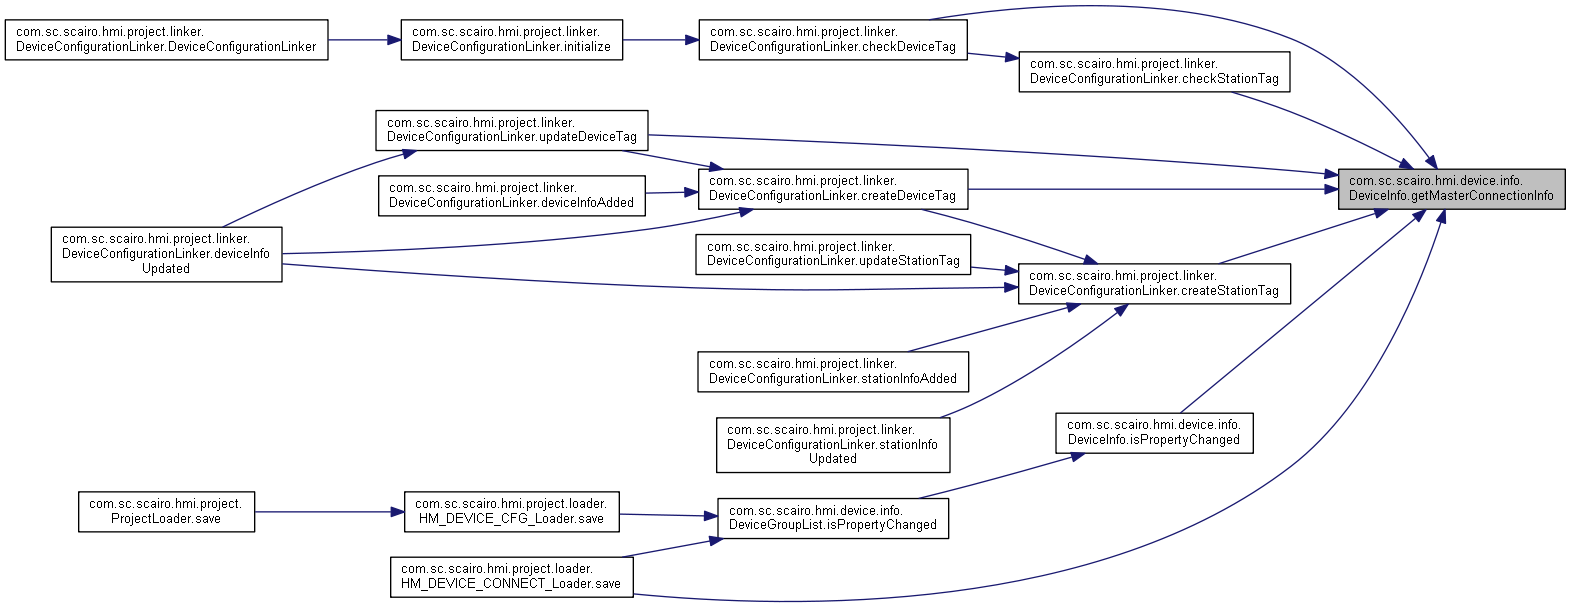 com.sc.scairo.hmi.project.linker.
DeviceConfigurationLinker.DeviceConfigurationLinker
com.sc.scairo.hmi.project.linker.
DeviceConfigurationLinker.initialize
com.sc.scairo.hmi.project.linker.
DeviceConfigurationLinker.checkDeviceTag
com.sc.scairo.hmi.project.linker.
DeviceConfigurationLinker.checkStationTag
com.sc.scairo.hmi.project.linker.
DeviceConfigurationLinker.updateDeviceTag
com.sc.scairo.hmi.project.linker.
DeviceConfigurationLinker.deviceInfoAdded
com.sc.scairo.hmi.project.linker.
DeviceConfigurationLinker.createDeviceTag
com.sc.scairo.hmi.device.info.
DeviceInfo.getMasterConnectionInfo
com.sc.scairo.hmi.project.linker.
DeviceConfigurationLinker.deviceInfo
Updated
com.sc.scairo.hmi.project.linker.
DeviceConfigurationLinker.updateStationTag
com.sc.scairo.hmi.project.linker.
DeviceConfigurationLinker.createStationTag
com.sc.scairo.hmi.project.linker.
DeviceConfigurationLinker.stationInfoAdded
com.sc.scairo.hmi.project.linker.
DeviceConfigurationLinker.stationInfo
Updated
com.sc.scairo.hmi.device.info.
DeviceInfo.isPropertyChanged
com.sc.scairo.hmi.project.
ProjectLoader.save
com.sc.scairo.hmi.project.loader.
HM_DEVICE_CFG_Loader.save
com.sc.scairo.hmi.device.info.
DeviceGroupList.isPropertyChanged
com.sc.scairo.hmi.project.loader.
HM_DEVICE_CONNECT_Loader.save